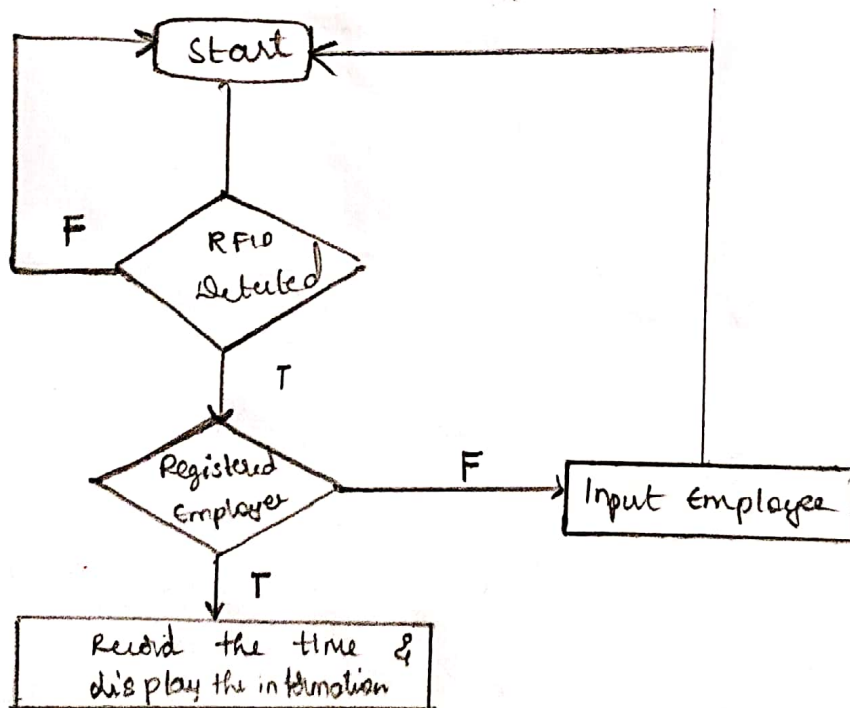 Start
F
RFID
Detected
T
Registered
F
Employee
Input Employee
T
Record the time &
display the information